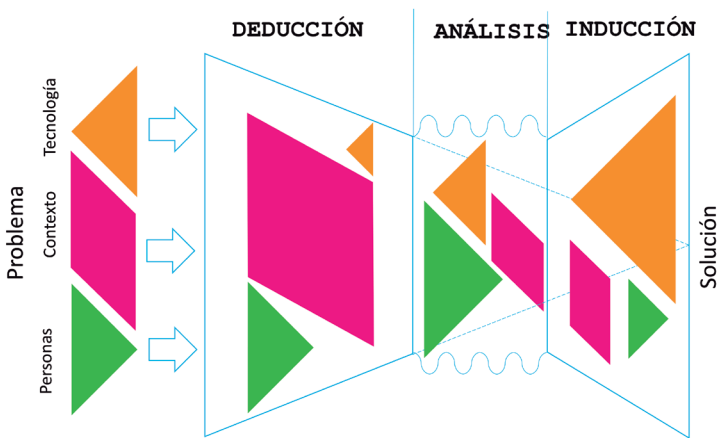 DEDUCCIÓN
ANÁLISIS
INDUCCIÓN
Problema
Tecnología
Contexto
Personas
Solución